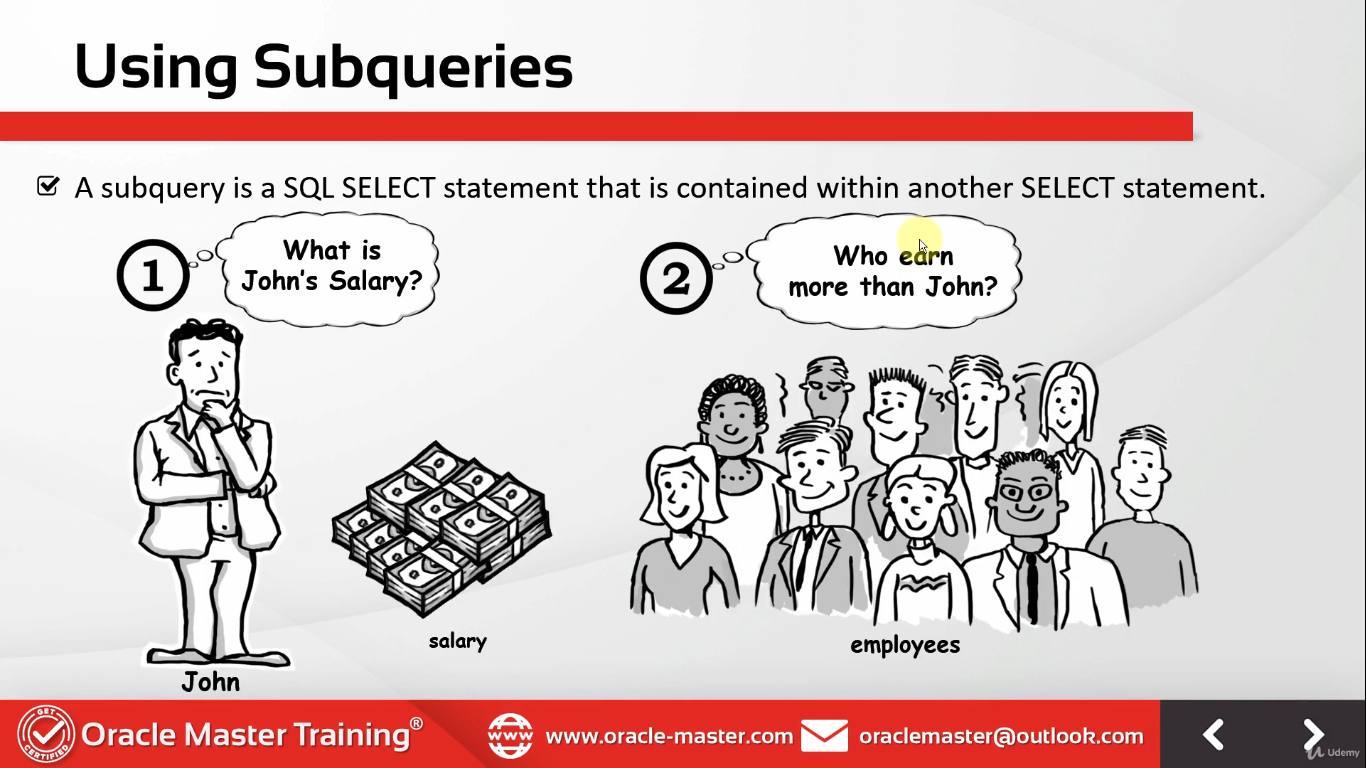 Using Subqueries
A subquery is a SQL SELECT statement that is contained within another SELECT statement.
1
What is
John's Salary?
2
Who earn
more than John?
salary
employees
John
GET
CERTIFIED
Oracle Master Training®
www
www.oracle-master.com
oraclemaster@outlook.com
Udemy